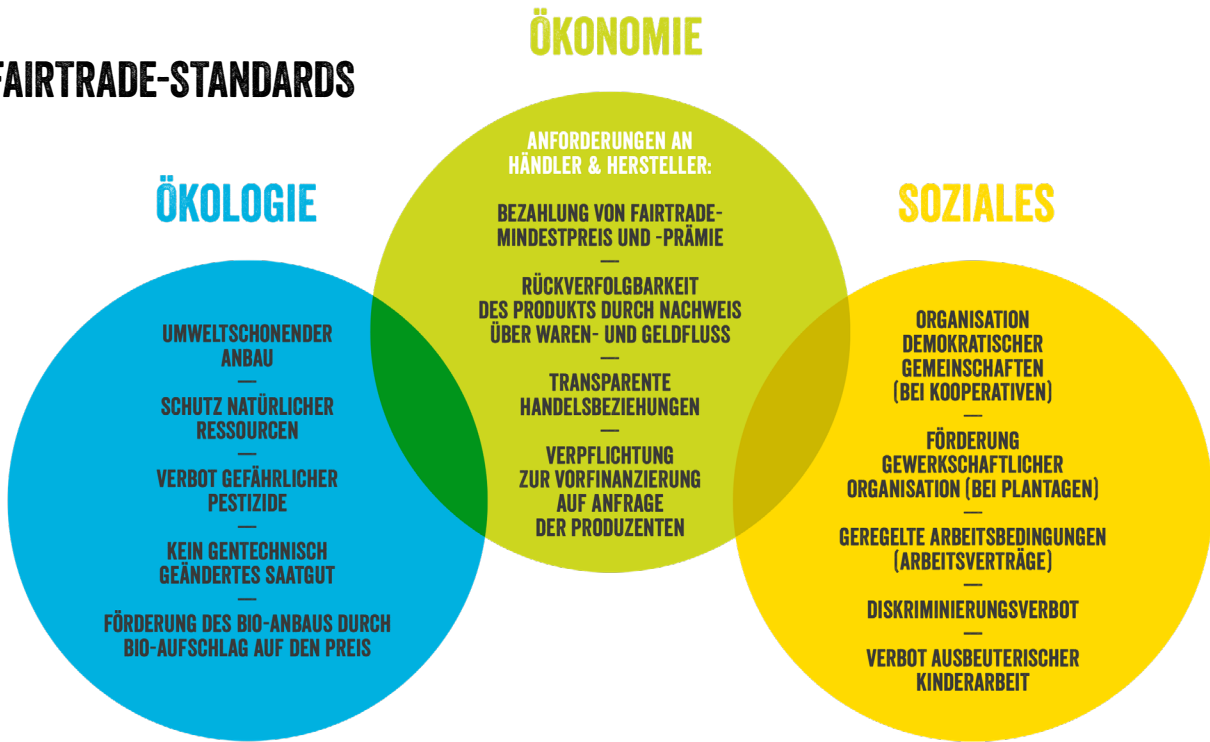 ÖKONOMIE
FAIRTRADE-STANDARDS
ANFORDERUNGEN AN
HÄNDLER & HERSTELLER:
BEZAHLUNG VON FAIRTRADE-
MINDESTPREIS UND -PRÄMIE
—
RÜCKVERFOLGBARKEIT
DES PRODUKTS DURCH NACHWEIS
ÜBER WAREN- UND GELDFLUSS
—
TRANSPARENTE
HANDELSBEZIEHUNGEN
—
VERPFLICHTUNG
ZUR VORFINANZIERUNG
AUF ANFRAGE
DER PRODUZENTEN
ÖKOLOGIE
UMWELTSCHONENDER
ANBAU
—
SCHUTZ NATÜRLICHER
RESSOURCEN
—
VERBOT GEFÄHRLICHER
PESTIZIDE
—
KEIN GENTECHNISCH
GEÄNDERTES SAATGUT
—
FÖRDERUNG DES BIO-ANBAUS DURCH
BIO-AUFSCHLAG AUF DEN PREIS
SOZIALES
ORGANISATION
DEMOKRATISCHER
GEMEINSCHAFTEN
(BEI KOOPERATIVEN)
—
FÖRDERUNG
GEWERKSCHAFTLICHER
ORGANISATION (BEI PLANTAGEN)
—
GEREGELTE ARBEITSBEDINGUNGEN
(ARBEITSVERTRÄGE)
—
DISKRIMINIERUNGSVERBOT
—
VERBOT AUSBEUTERISCHER
KINDERARBEIT